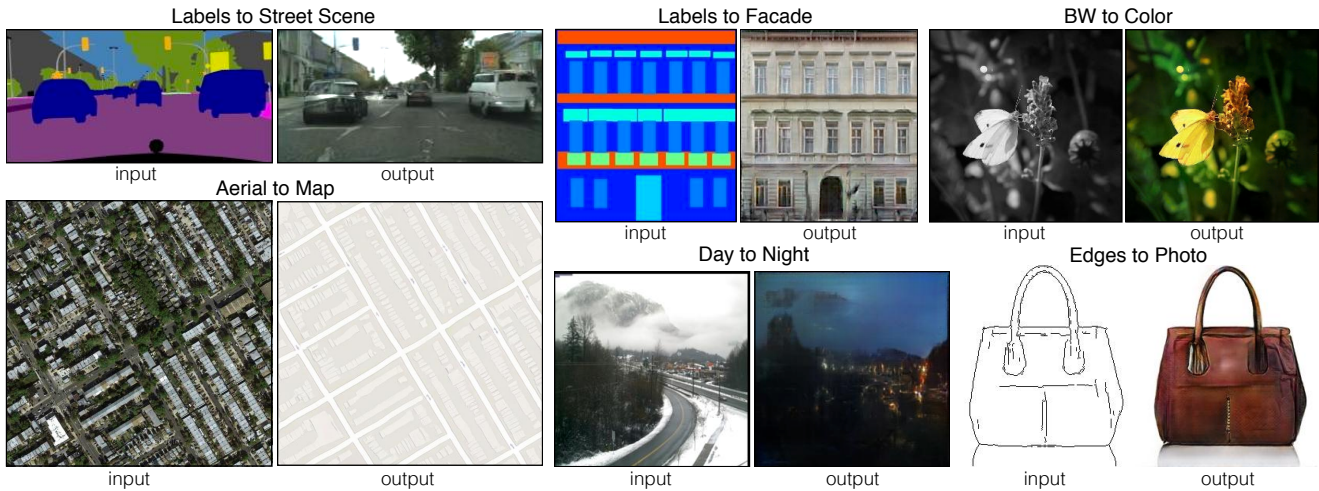 Labels to Street Scene
input
output
Aerial to Map
input
output
Labels to Facade
input
output
BW to Color
input
output
Day to Night
input
output
Edges to Photo
input
output